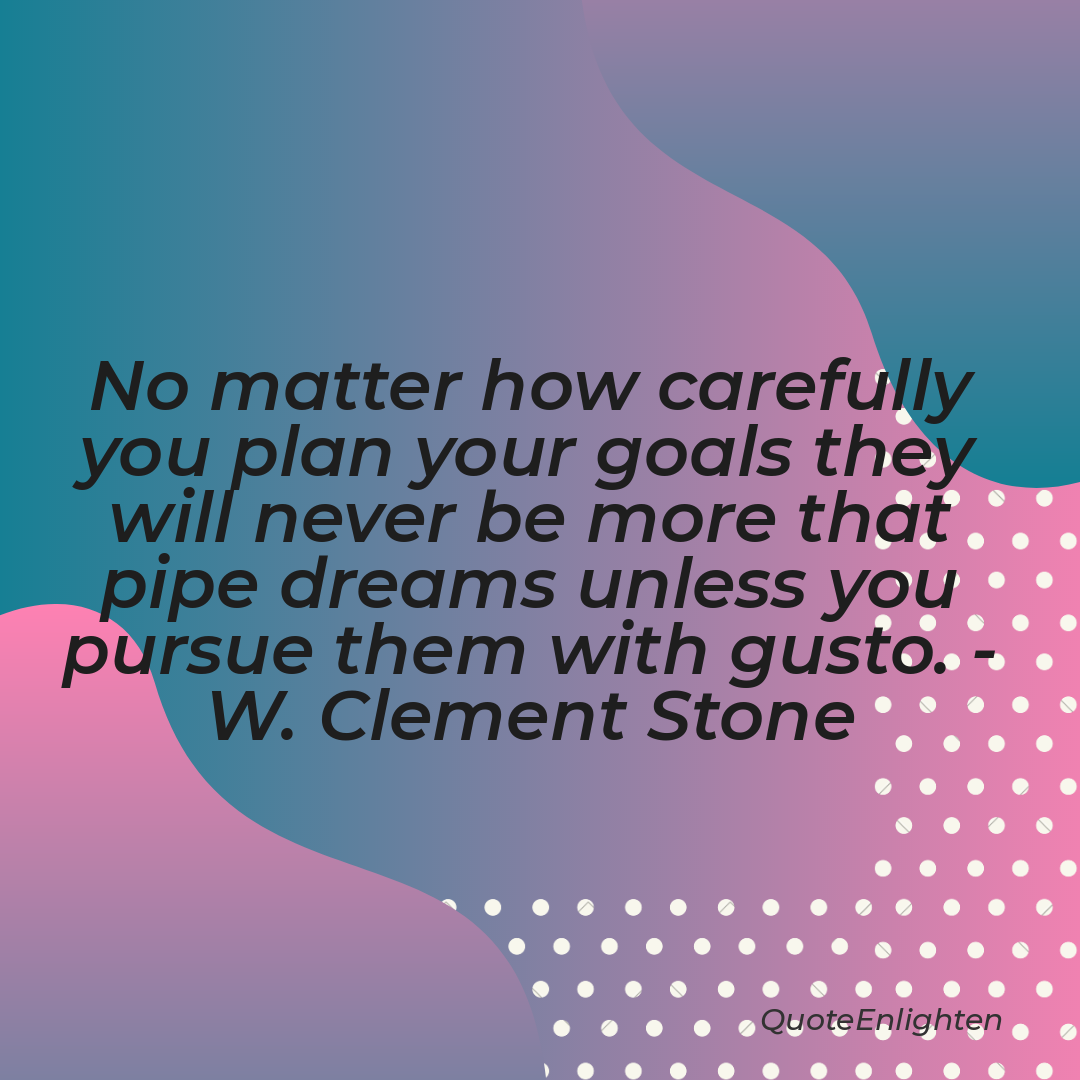 No matter how carefully
you plan your goals they
will never be more that
pipe dreams unless you
pursue them with gusto. -
W. Clement Stone
QuoteEnlighten